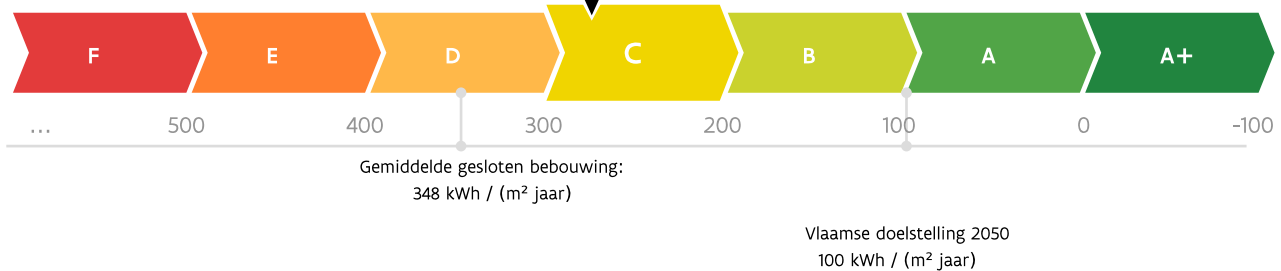 F E D C B A A+
... 500 400 300 200 100 0 -100
Gemiddelde gesloten bebouwing:
348 kWh / (m² jaar)
Vlaamse doelstelling 2050
100 kWh / (m² jaar)